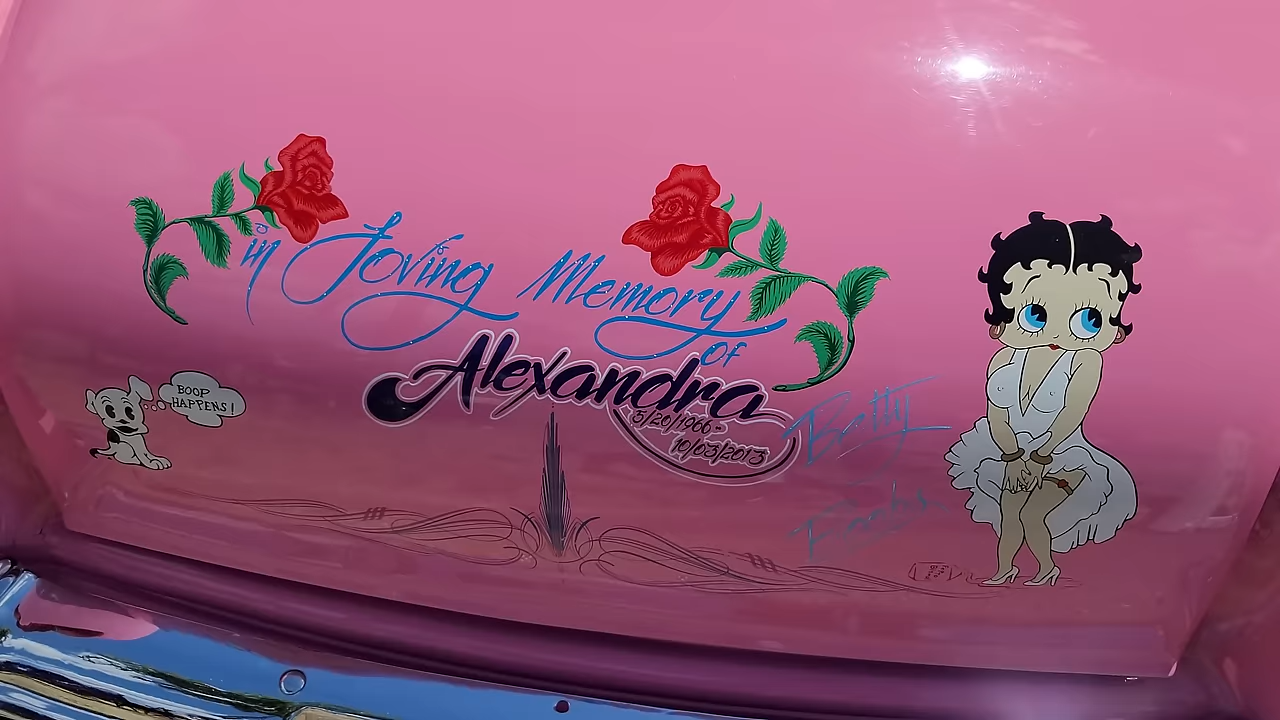 in Loving Memory
of
Alexandra
5/20/1966-
10/03/2013
BOOP
HAPPENS!
Betty